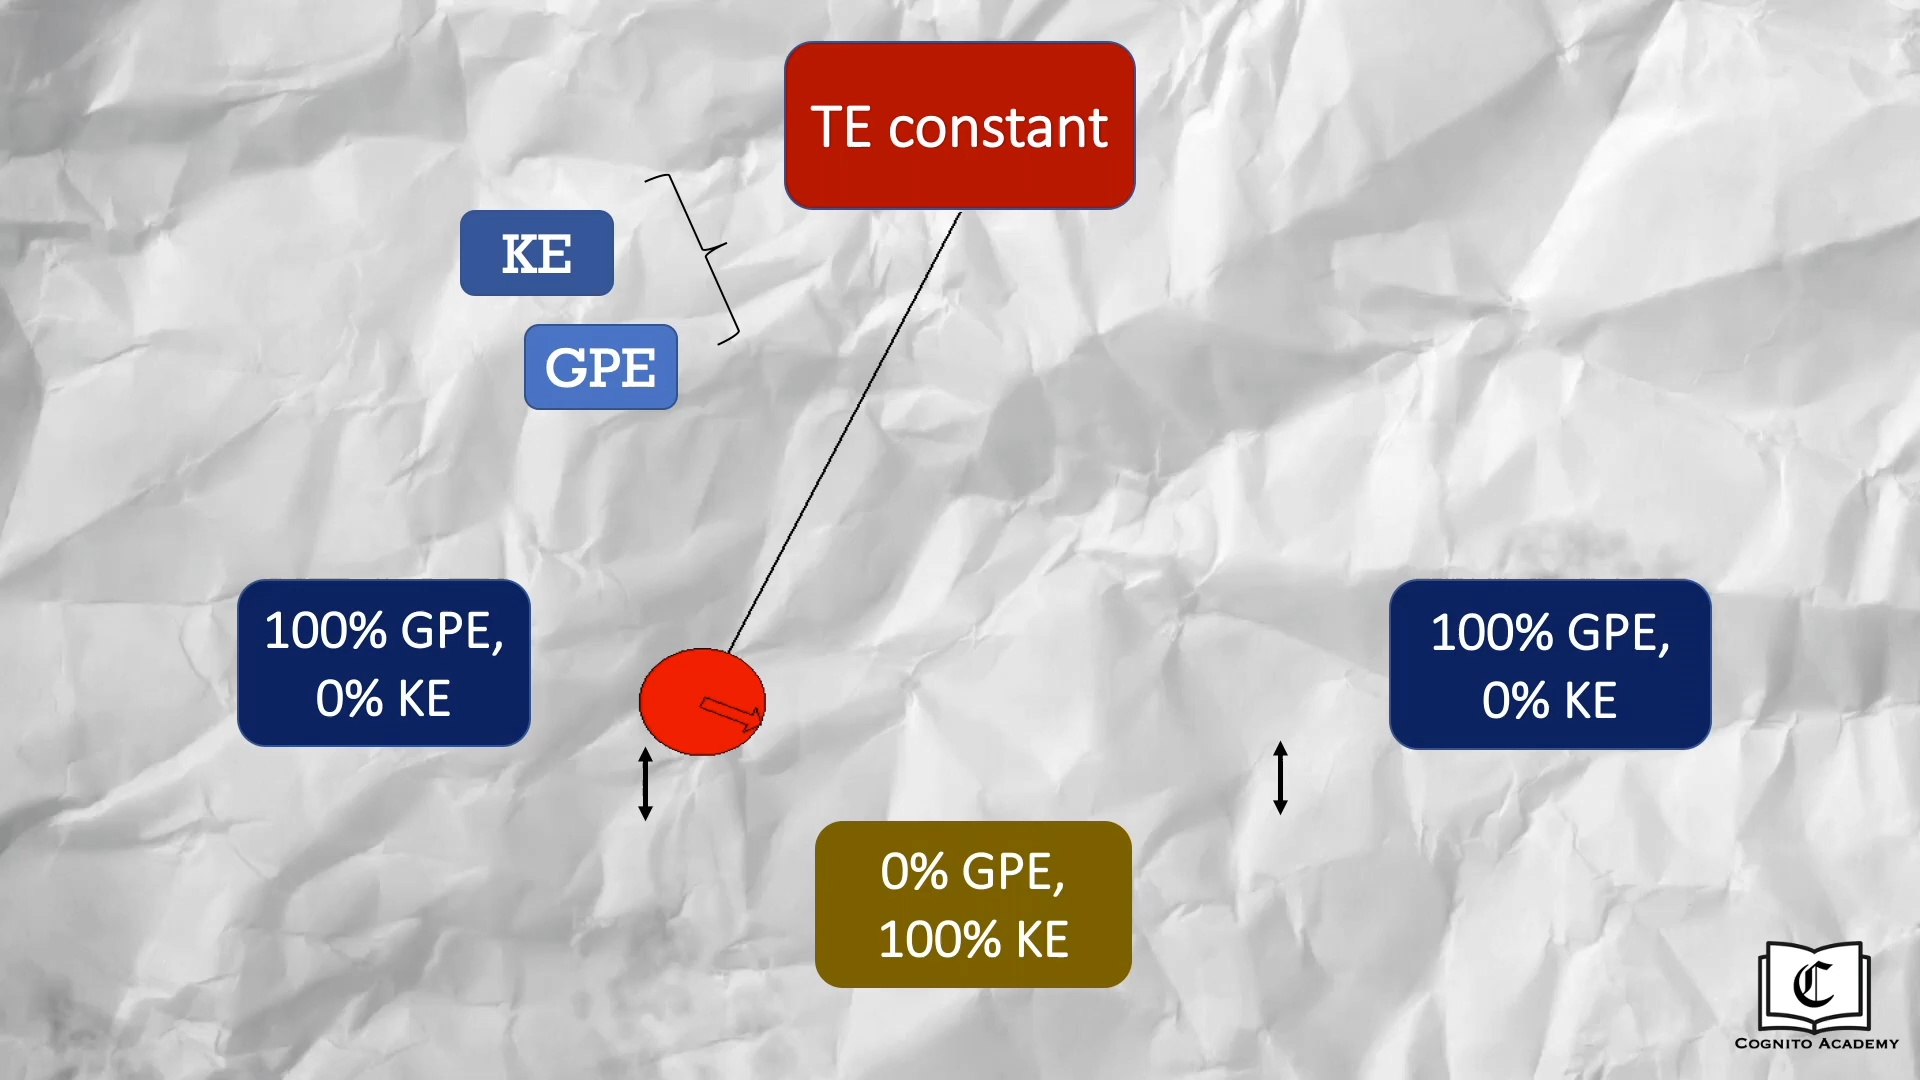 TE constant
KE
GPE
100% GPE,
0% KE
100% GPE,
0% KE
0% GPE,
100% KE
C
COGNITO ACADEMY